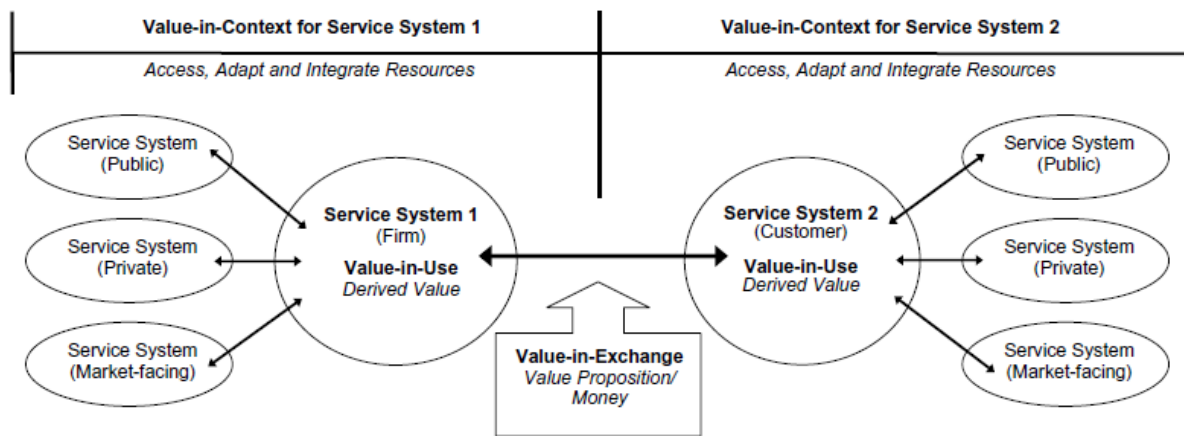 Value-in-Context for Service System 1
Value-in-Context for Service System 2
Access, Adapt and Integrate Resources
Access, Adapt and Integrate Resources
Service System
(Public)
Service System
(Private)
Service System
(Market-facing)
Service System 1
(Firm)
Value-in-Use
Derived Value
Value-in-Exchange
Value Proposition/
Money
Service System 2
(Customer)
Value-in-Use
Derived Value
Service System
(Public)
Service System
(Private)
Service System
(Market-facing)